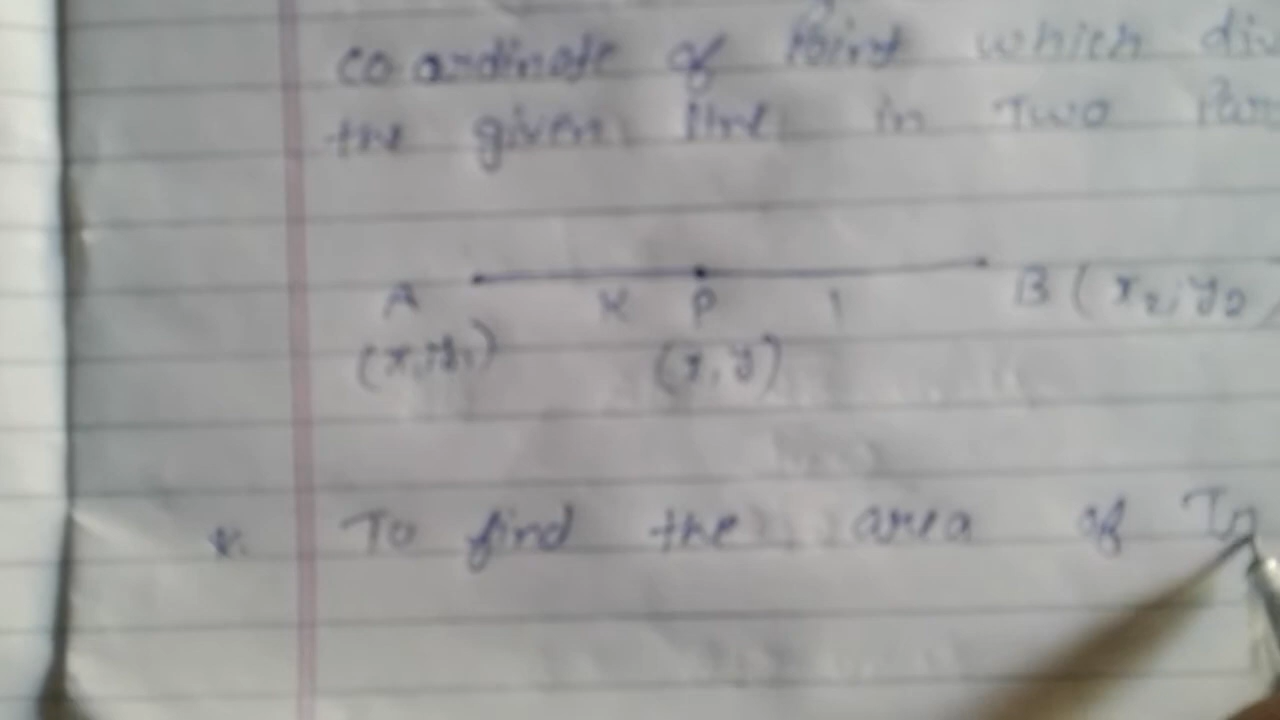 co ordinate of Point which div
the given line in Two Par
A K P 1 B (x2, y2)
(x1, y1) (x, y)
* To find the area of Tr